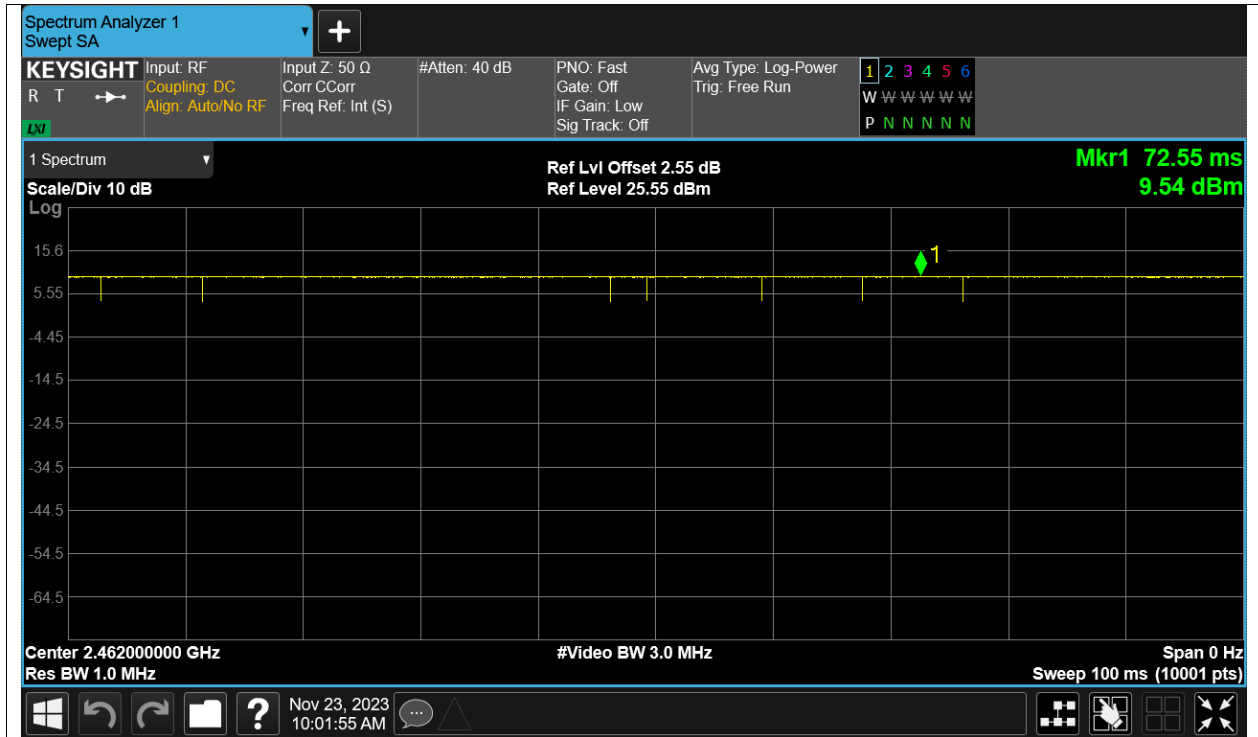 Spectrum Analyzer 1
Swept SA
KEYSIGHT
R T
LXI
Input: RF
Coupling: DC
Align: Auto/No RF
Input Z: 50 Ω
Corr CCorr
Freq Ref: Int (S)
#Atten: 40 dB
PNO: Fast
Gate: Off
IF Gain: Low
Sig Track: Off
Avg Type: Log-Power
Trig: Free Run
1 2 3 4 5 6
W W W W W W
P N N N N N
1 Spectrum
Scale/Div 10 dB
Log
Ref Lvl Offset 2.55 dB
Ref Level 25.55 dBm
Mkr1 72.55 ms
9.54 dBm
15.6
1
5.55
-4.45
-14.5
-24.5
-34.5
-44.5
-54.5
-64.5
Center 2.462000000 GHz
Res BW 1.0 MHz
#Video BW 3.0 MHz
Span 0 Hz
Sweep 100 ms (10001 pts)
?
Nov 23, 2023
10:01:55 AM